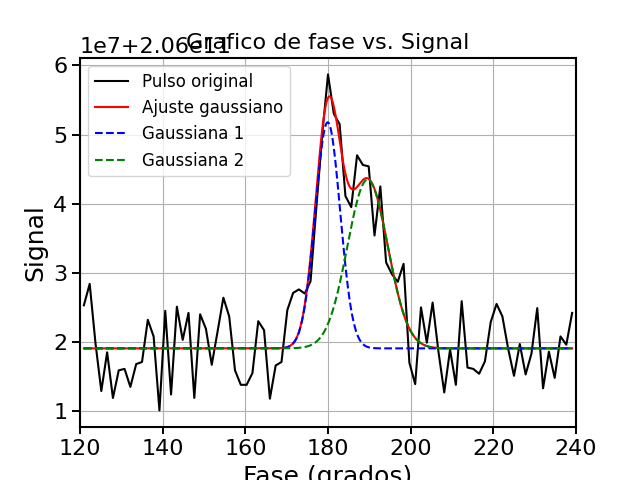 1e7+2.06e11
Grafico de fase vs. Signal
Pulso original
Ajuste gaussiano
Gaussiana 1
Gaussiana 2
6
5
4
3
2
1
Signal
120 140 160 180 200 220 240
Fase (grados)